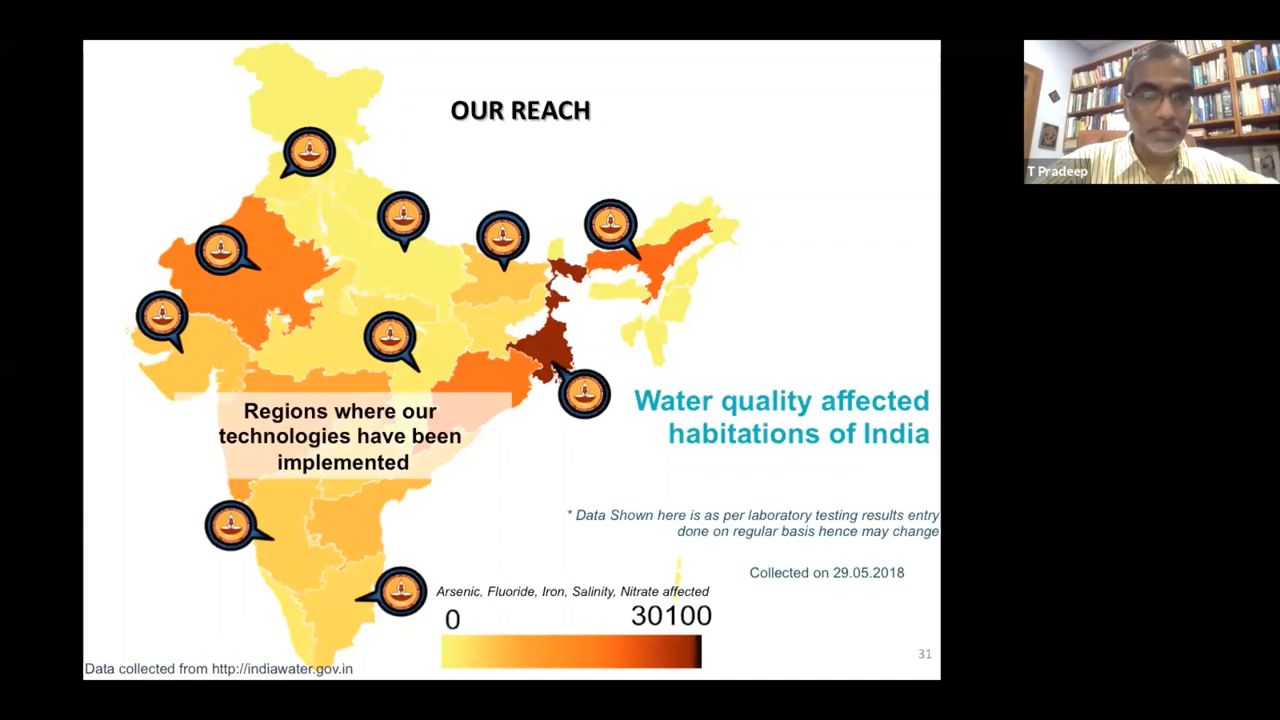 OUR REACH
T Pradeep
Regions where our
technologies have been
implemented
Water quality affected
habitations of India
* Data Shown here is as per laboratory testing results entry
done on regular basis hence may change
Collected on 29.05.2018
Arsenic, Fluoride, Iron, Salinity, Nitrate affected
0 30100
31
Data collected from http://indiawater.gov.in